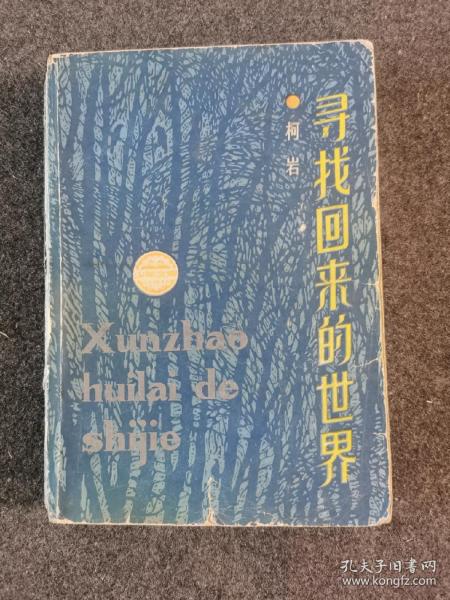 寻找回来的世界
柯岩
Xunzhao
huilai de
shijie
孔夫子旧书网
www.kongfz.com